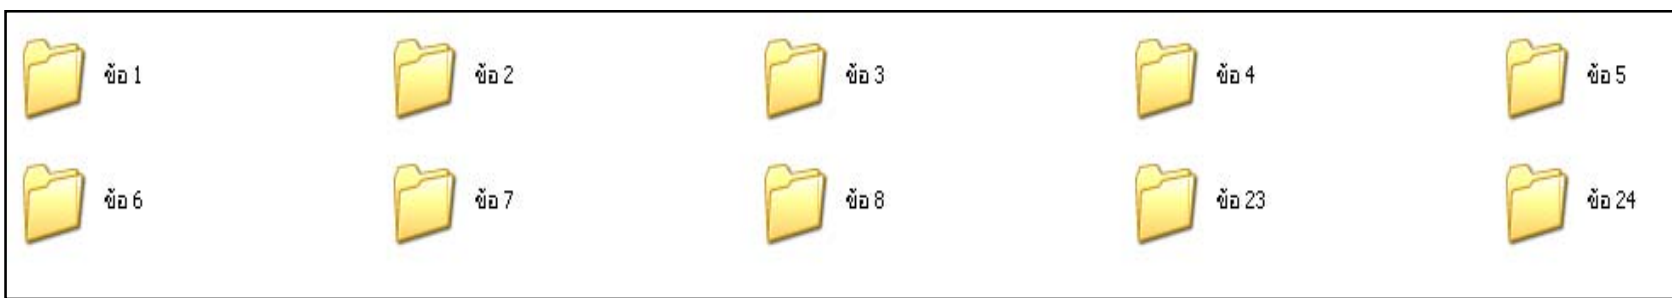 ข้อ 1 ข้อ 2 ข้อ 3 ข้อ 4 ข้อ 5
ข้อ 6 ข้อ 7 ข้อ 8 ข้อ 23 ข้อ 24